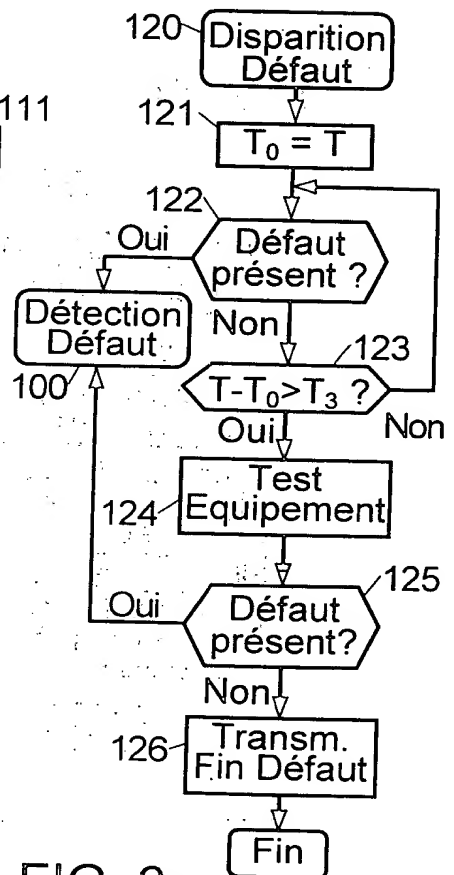 120
Disparition
Défaut
111
121
T₀ = T
122
Oui
Défaut
présent ?
Détection
Défaut
Non
123
100
T-T₀>T₃ ?
Oui
Non
Test
Equipement
124
125
Oui
Défaut
présent?
Non
126
Transm.
Fin Défaut
Fin